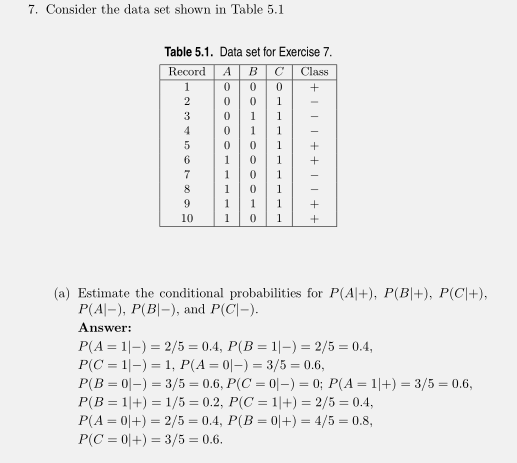 7. Consider the data set shown in Table 5.1
Table 5.1. Data set for Exercise 7.
Record A B C Class
1 0 0 0 +
2 0 0 1 −
3 0 1 1 −
4 0 1 1 −
5 0 0 1 +
6 1 0 1 +
7 1 0 1 −
8 1 0 1 −
9 1 1 1 +
10 1 0 1 +
(a) Estimate the conditional probabilities for P(A|+), P(B|+), P(C|+),
P(A|−), P(B|−), and P(C|−).
Answer:
P(A = 1|−) = 2/5 = 0.4, P(B = 1|−) = 2/5 = 0.4,
P(C = 1|−) = 1, P(A = 0|−) = 3/5 = 0.6,
P(B = 0|−) = 3/5 = 0.6, P(C = 0|−) = 0; P(A = 1|+) = 3/5 = 0.6,
P(B = 1|+) = 1/5 = 0.2, P(C = 1|+) = 2/5 = 0.4,
P(A = 0|+) = 2/5 = 0.4, P(B = 0|+) = 4/5 = 0.8,
P(C = 0|+) = 3/5 = 0.6.